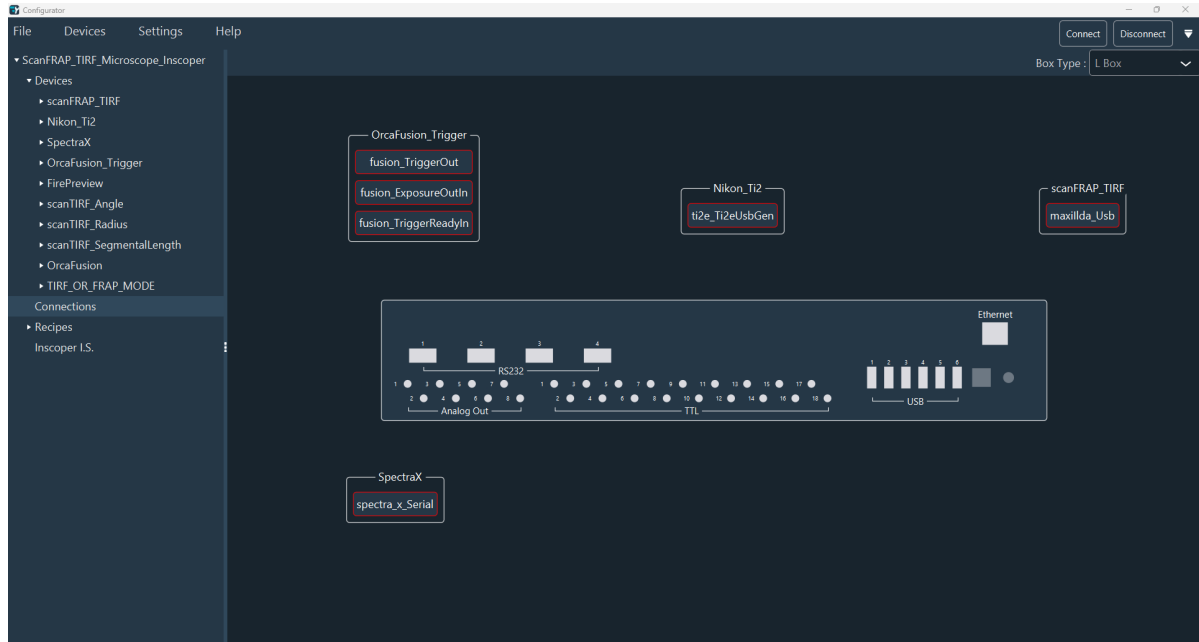 Configurator
File Devices Settings Help
Connect Disconnect
Box Type : L Box
ScanFRAP_TIRF_Microscope_Inscoper
Devices
scanFRAP_TIRF
Nikon_Ti2
SpectraX
OrcaFusion_Trigger
FirePreview
scanTIRF_Angle
scanTIRF_Radius
scanTIRF_SegmentalLength
OrcaFusion
TIRF_OR_FRAP_MODE
Connections
Recipes
Inscoper I.S.
OrcaFusion_Trigger
fusion_TriggerOut
fusion_ExposureOutIn
fusion_TriggerReadyIn
Nikon_Ti2
ti2e_Ti2eUsbGen
scanFRAP_TIRF
maxiIlda_Usb
Ethernet
1 2 3 4
RS232
1 3 5 7
2 4 6 8
Analog Out
1 3 5 7 9 11 13 15 17
2 4 6 8 10 12 14 16 18
TTL
1 2 3 4 5 6
USB
SpectraX
spectra_x_Serial